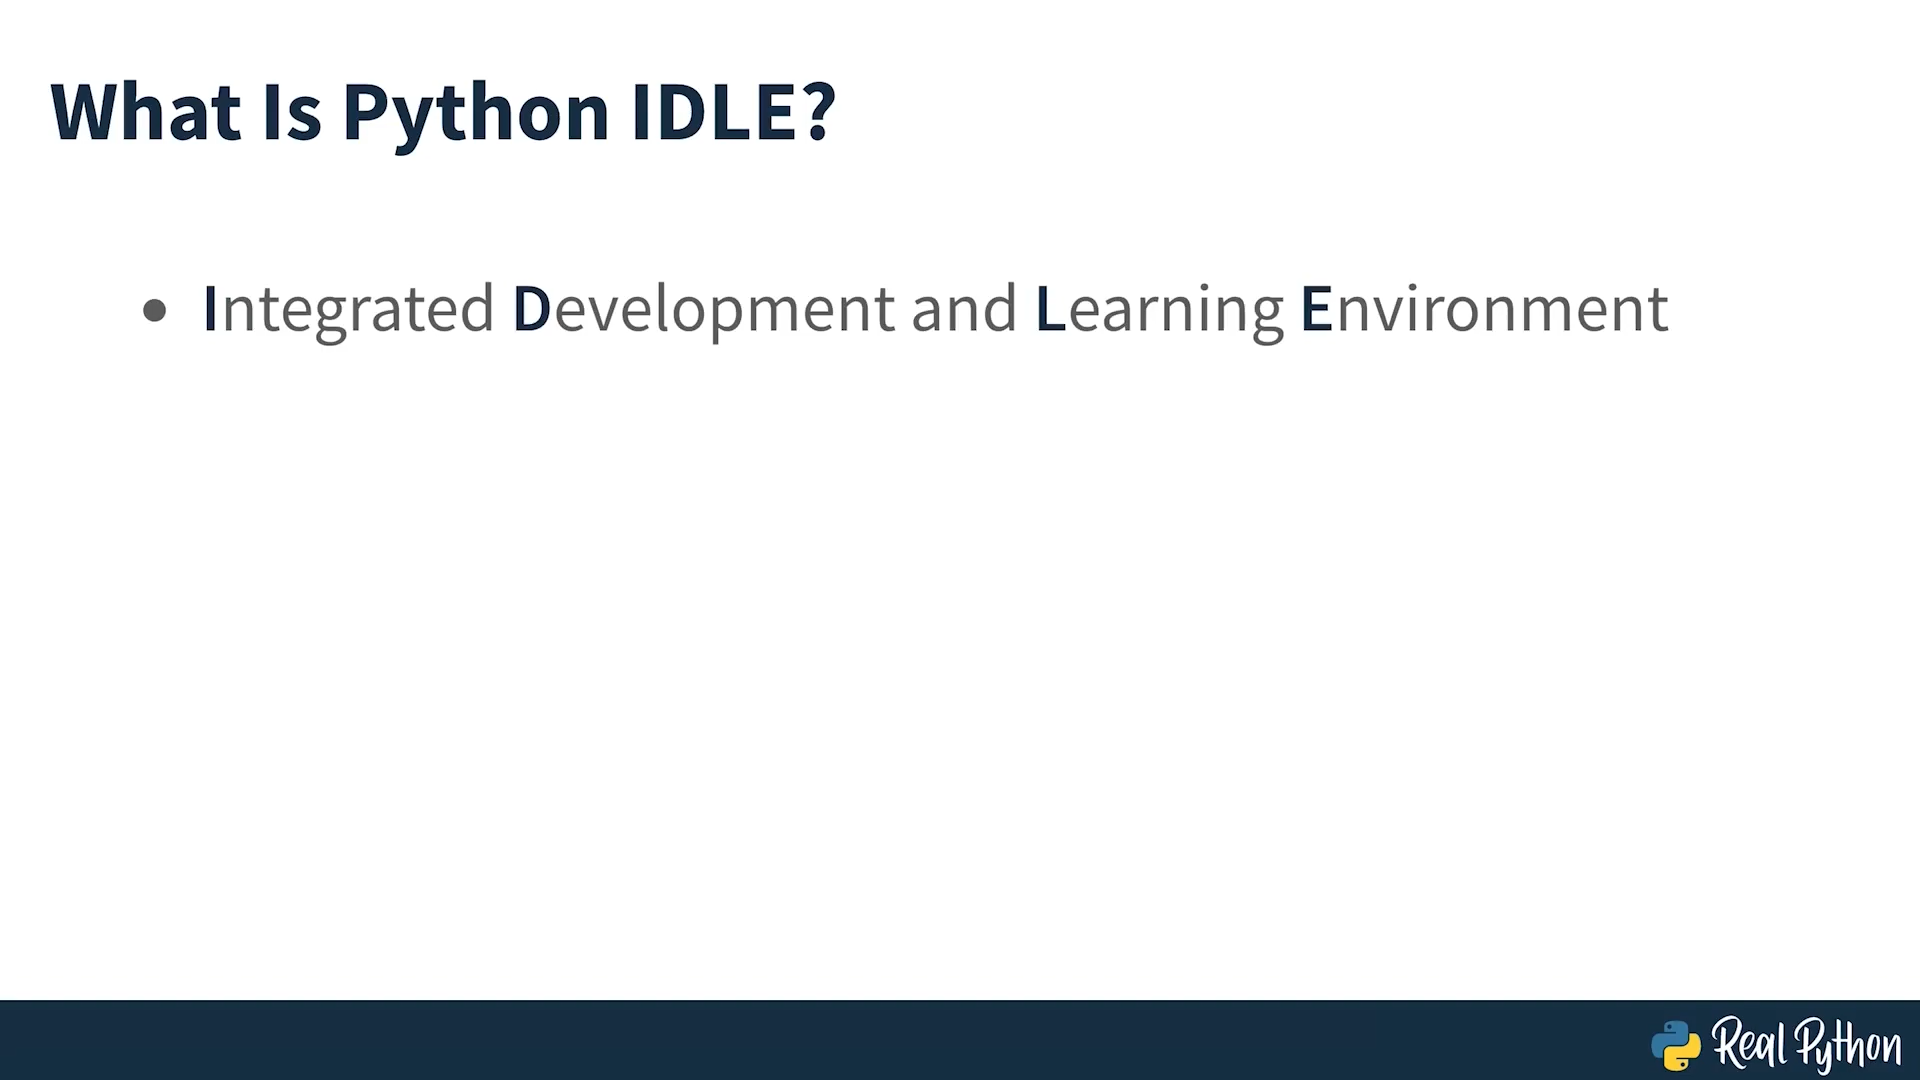 What Is Python IDLE?
• Integrated Development and Learning Environment
Real Python